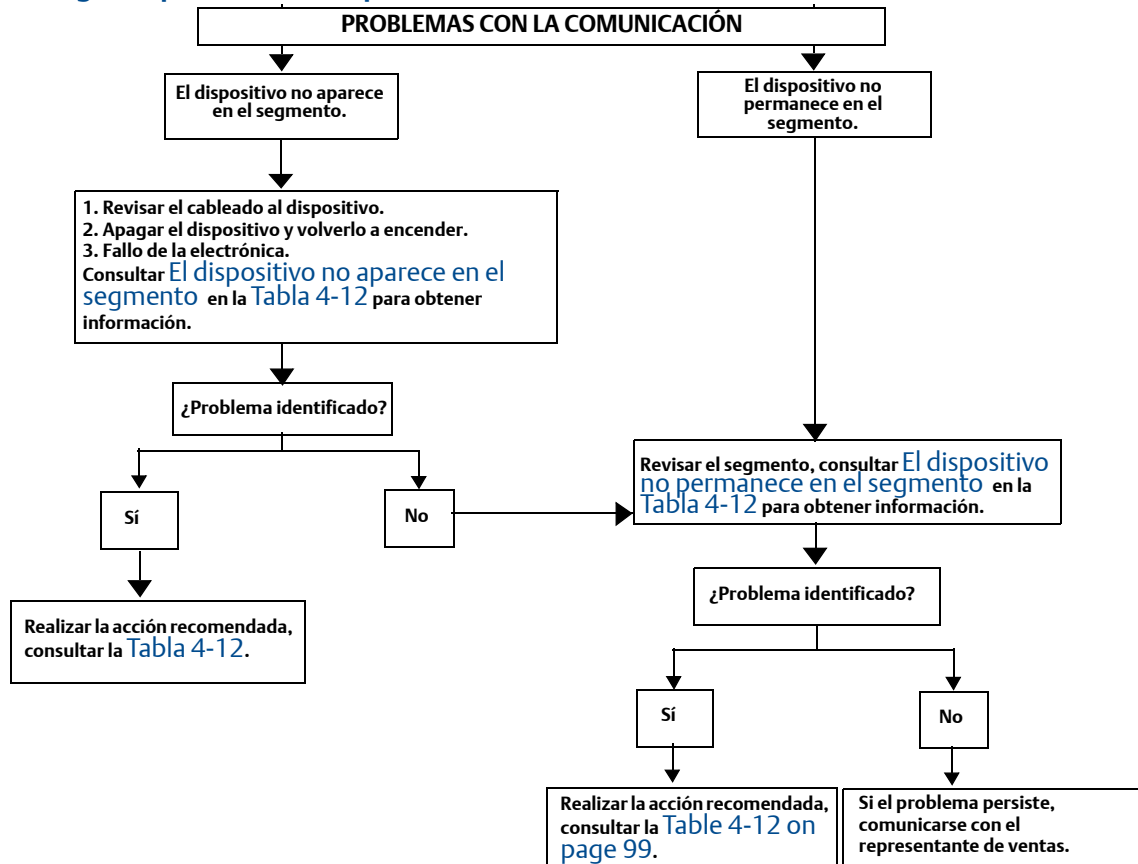 PROBLEMAS CON LA COMUNICACIÓN
El dispositivo no aparece
en el segmento.
El dispositivo no
permanece en el
segmento.
1. Revisar el cableado al dispositivo.
2. Apagar el dispositivo y volverlo a encender.
3. Fallo de la electrónica.
Consultar El dispositivo no aparece en el
segmento en la Tabla 4-12 para obtener
información.
¿Problema identificado?
Sí
No
Realizar la acción recomendada,
consultar la Tabla 4-12.
Revisar el segmento, consultar El dispositivo
no permanece en el segmento en la
Tabla 4-12 para obtener información.
¿Problema identificado?
Sí
No
Realizar la acción recomendada,
consultar la Table 4-12 on
page 99.
Si el problema persiste,
comunicarse con el
representante de ventas.